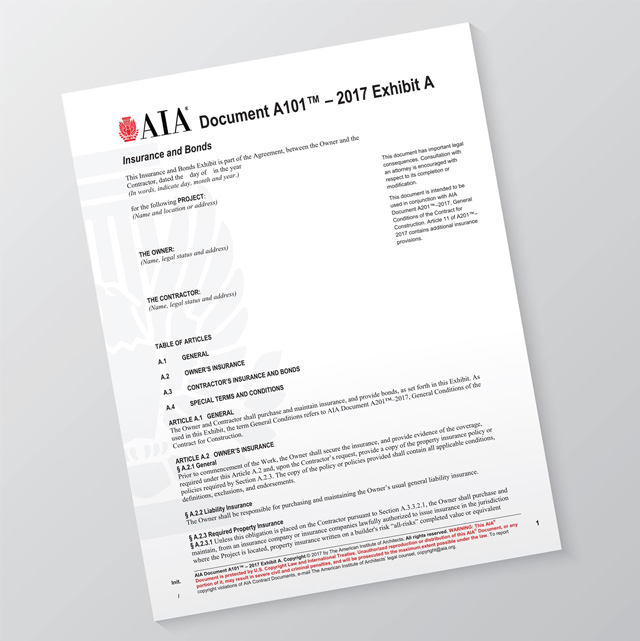 AIA® Document A101™ – 2017 Exhibit A
Insurance and Bonds
This Insurance and Bonds Exhibit is part of the Agreement, between the Owner and the
Contractor, dated the day of in the year
(In words, indicate day, month and year.)
for the following PROJECT:
(Name and location or address)
THE OWNER:
(Name, legal status and address)
THE CONTRACTOR:
(Name, legal status and address)
TABLE OF ARTICLES
A.1 GENERAL
A.2 OWNER'S INSURANCE
A.3 CONTRACTOR'S INSURANCE AND BONDS
A.4 SPECIAL TERMS AND CONDITIONS
ARTICLE A.1 GENERAL
The Owner and Contractor shall purchase and maintain insurance, and provide bonds, as set forth in this Exhibit. As
used in this Exhibit, the term General Conditions refers to AIA Document A201™–2017, General Conditions of the
Contract for Construction.
ARTICLE A.2 OWNER'S INSURANCE
§ A.2.1 General
Prior to commencement of the Work, the Owner shall secure the insurance, and provide evidence of the coverage,
required under this Article A.2 and, upon the Contractor's request, provide a copy of the property insurance policy or
policies required by Section A.2.3. The copy of the policy or policies provided shall contain all applicable conditions,
definitions, exclusions, and endorsements.
§ A.2.2 Liability Insurance
The Owner shall be responsible for purchasing and maintaining the Owner's usual general liability insurance.
§ A.2.3 Required Property Insurance
§ A.2.3.1 Unless this obligation is placed on the Contractor pursuant to Section A.3.3.2.1, the Owner shall purchase and
maintain, from an insurance company or insurance companies lawfully authorized to issue insurance in the jurisdiction
where the Project is located, property insurance written on a builder's risk "all-risks" completed value or equivalent
This document has important legal
consequences. Consultation with
an attorney is encouraged with
respect to its completion or
modification.
This document is intended to be
used in conjunction with AIA
Document A201™–2017, General
Conditions of the Contract for
Construction. Article 11 of A201™–
2017 contains additional insurance
provisions.
Init.
/
AIA Document A101™ – 2017 Exhibit A. Copyright © 2017 by The American Institute of Architects. All rights reserved. WARNING: This AIA®
Document is protected by U.S. Copyright Law and International Treaties. Unauthorized reproduction or distribution of this AIA® Document, or any
portion of it, may result in severe civil and criminal penalties, and will be prosecuted to the maximum extent possible under the law. To report
copyright violations of AIA Contract Documents, e-mail The American Institute of Architects' legal counsel, copyright@aia.org.
1